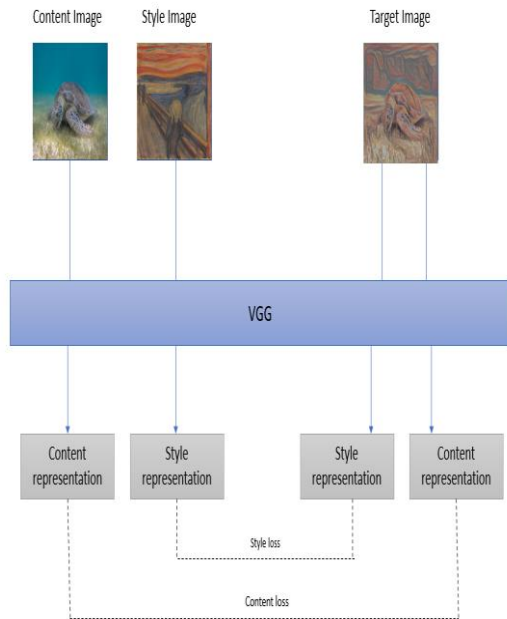 Content Image
Style Image
Target Image
VGG
Content
representation
Style
representation
Style
representation
Content
representation
Style loss
Content loss